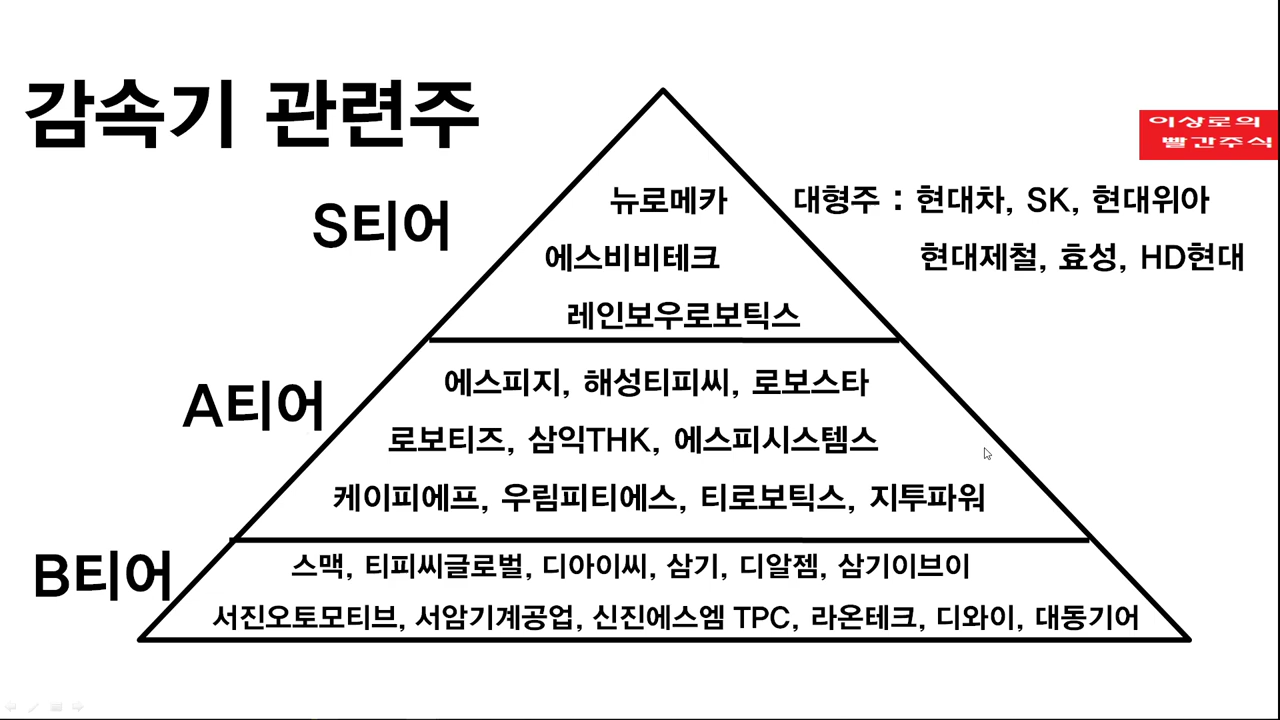 감속기 관련주
이상로의
빨간주식
S티어
뉴로메카
대형주 : 현대차, SK, 현대위아
에스비비테크
현대제철, 효성, HD현대
레인보우로보틱스
A티어
에스피지, 해성티피씨, 로보스타
로보티즈, 삼익THK, 에스피시스템스
케이피에프, 우림피티에스, 티로보틱스, 지투파워
B티어
스맥, 티피씨글로벌, 디아이씨, 삼기, 디알젬, 삼기이브이
서진오토모티브, 서암기계공업, 신진에스엠 TPC, 라온테크, 디와이, 대동기어